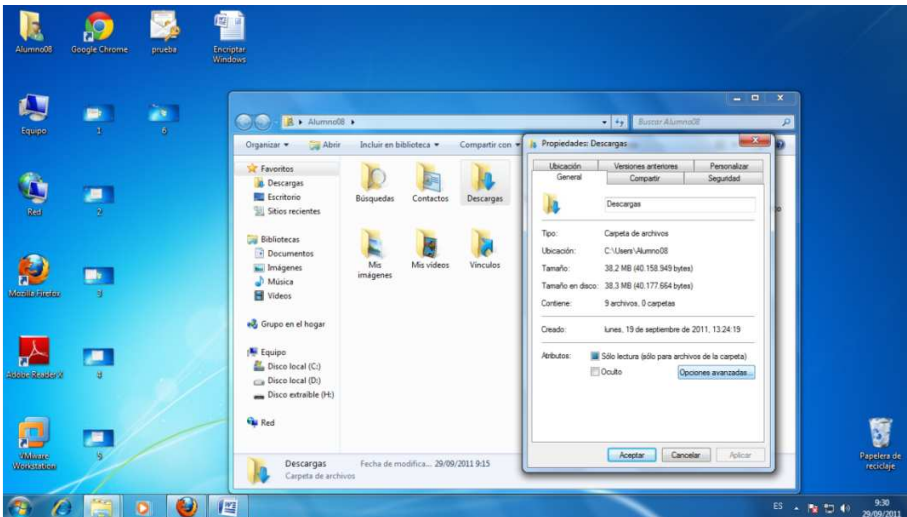 Alumno08
Google Chrome
prueba
Encriptar
Windows
Equipo
1
6
Red
2
Mozilla Firefox
3
Adobe Reader X
4
VMware
Workstation
5
Papelera de
reciclaje
Alumno08
Buscar Alumno08
Organizar
Abrir
Incluir en biblioteca
Compartir con
Favoritos
Descargas
Escritorio
Sitios recientes
Bibliotecas
Documentos
Imágenes
Música
Vídeos
Grupo en el hogar
Equipo
Disco local (C:)
Disco local (D:)
Disco extraíble (H:)
Red
Búsquedas
Contactos
Descargas
Mis
imágenes
Mis vídeos
Vínculos
Descargas
Fecha de modifica... 29/09/2011 9:15
Carpeta de archivos
Propiedades: Descargas
Ubicación
Versiones anteriores
Personalizar
General
Compartir
Seguridad
Descargas
Tipo: Carpeta de archivos
Ubicación: C:\Users\Alumno08
Tamaño: 38,2 MB (40.158.949 bytes)
Tamaño en disco: 38,3 MB (40.177.664 bytes)
Contiene: 9 archivos, 0 carpetas
Creado: lunes, 19 de septiembre de 2011, 13:24:19
Atributos: Sólo lectura (sólo para archivos de la carpeta)
Oculto
Opciones avanzadas...
Aceptar
Cancelar
Aplicar
ES
9:30
29/09/2011